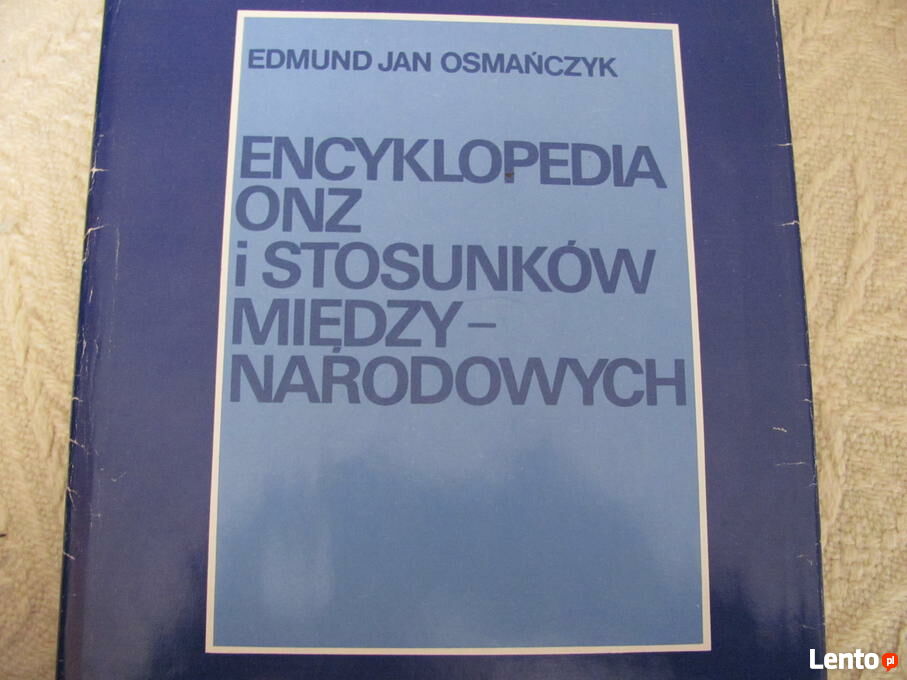 EDMUND JAN OSMAŃCZYK
ENCYKLOPEDIA
ONZ
i STOSUNKÓW
MIĘDZY-
NARODOWYCH
Lento.pl